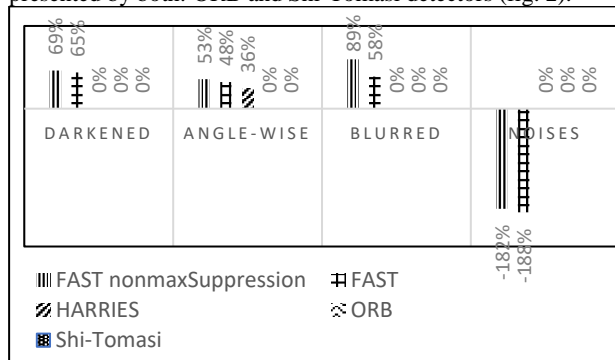 presented by both: ORB and Shi-Tomasi detectors (fig. 2).
69% 65% 0% 0% 0% 53% 48% 36% 0% 0% 89% 58% 0% 0% 0% -182% -188% 0% 0% 0%
DARKENED ANGLE-WISE BLURRED NOISES
FAST nonmaxSuppression FAST
HARRIES ORB
Shi-Tomasi